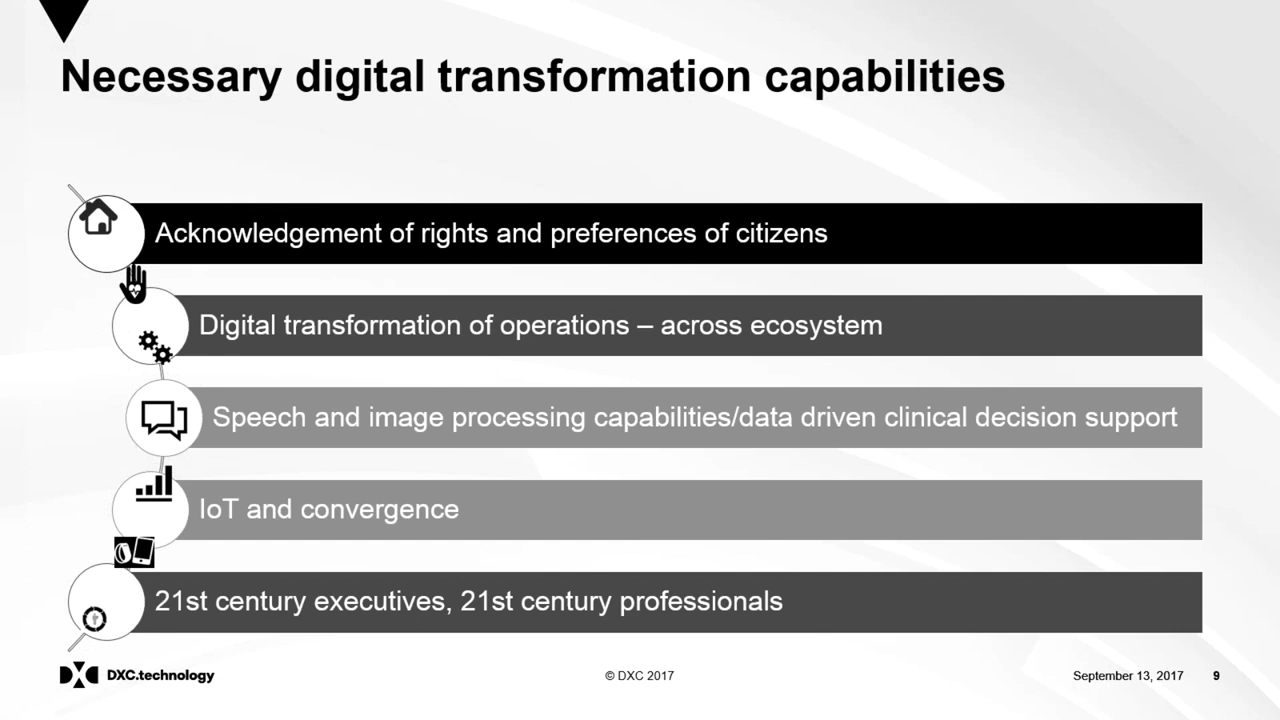 Necessary digital transformation capabilities
Acknowledgement of rights and preferences of citizens
Digital transformation of operations – across ecosystem
Speech and image processing capabilities/data driven clinical decision support
IoT and convergence
21st century executives, 21st century professionals
DXC.technology
© DXC 2017
September 13, 2017
9